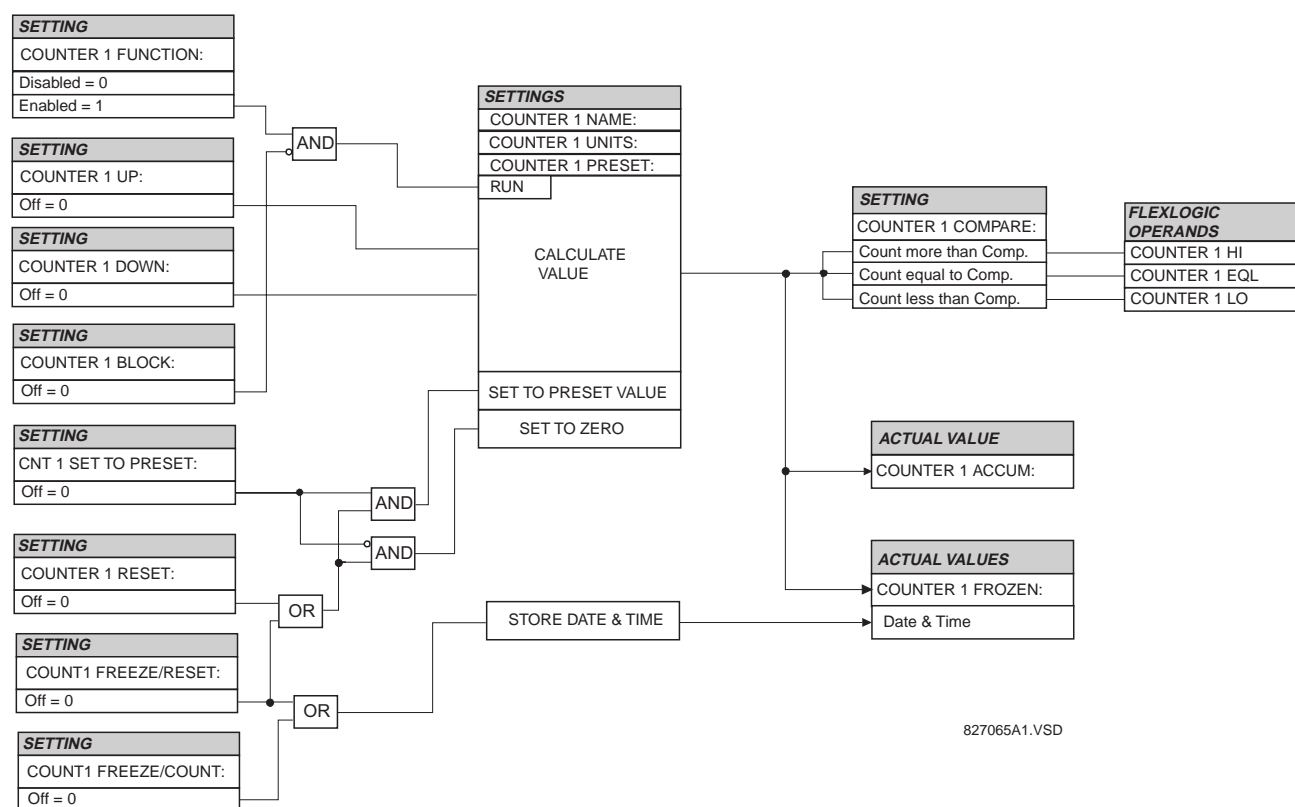 SETTING
COUNTER 1 FUNCTION:
Disabled = 0
Enabled = 1
SETTING
COUNTER 1 UP:
Off = 0
SETTING
COUNTER 1 DOWN:
Off = 0
SETTING
COUNTER 1 BLOCK:
Off = 0
SETTING
CNT 1 SET TO PRESET:
Off = 0
SETTING
COUNTER 1 RESET:
Off = 0
SETTING
COUNT1 FREEZE/RESET:
Off = 0
SETTING
COUNT1 FREEZE/COUNT:
Off = 0
AND
AND
AND
OR
OR
SETTINGS
COUNTER 1 NAME:
COUNTER 1 UNITS:
COUNTER 1 PRESET:
RUN
CALCULATE
VALUE
SET TO PRESET VALUE
SET TO ZERO
STORE DATE & TIME
SETTING
COUNTER 1 COMPARE:
Count more than Comp.
Count equal to Comp.
Count less than Comp.
FLEXLOGIC
OPERANDS
COUNTER 1 HI
COUNTER 1 EQL
COUNTER 1 LO
ACTUAL VALUE
COUNTER 1 ACCUM:
ACTUAL VALUES
COUNTER 1 FROZEN:
Date & Time
827065A1.VSD